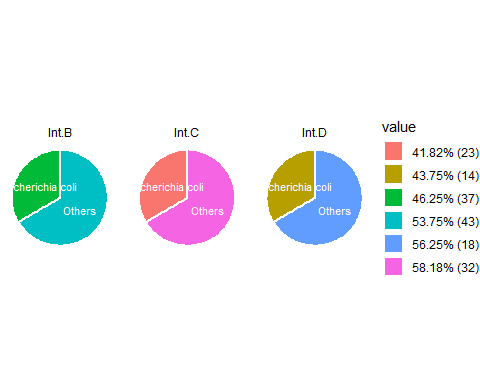 Int.B
Int.C
Int.D
value
cherichia coli
Others
cherichia coli
Others
cherichia coli
Others
41.82% (23)
43.75% (14)
46.25% (37)
53.75% (43)
56.25% (18)
58.18% (32)